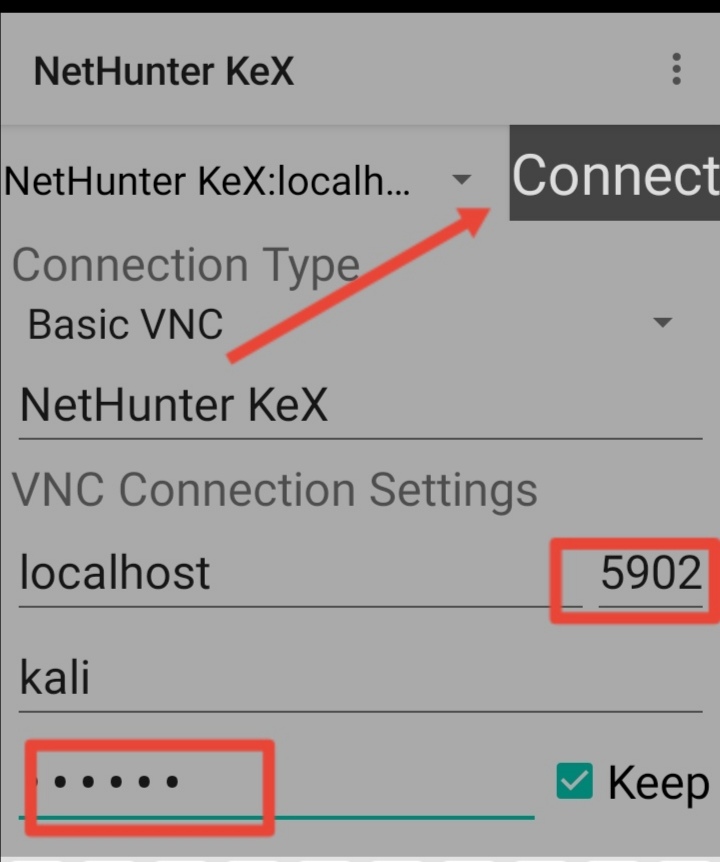 NetHunter KeX
NetHunter KeX:localh...
Connect
Connection Type
Basic VNC
NetHunter KeX
VNC Connection Settings
localhost
5902
kali
•••••
Keep